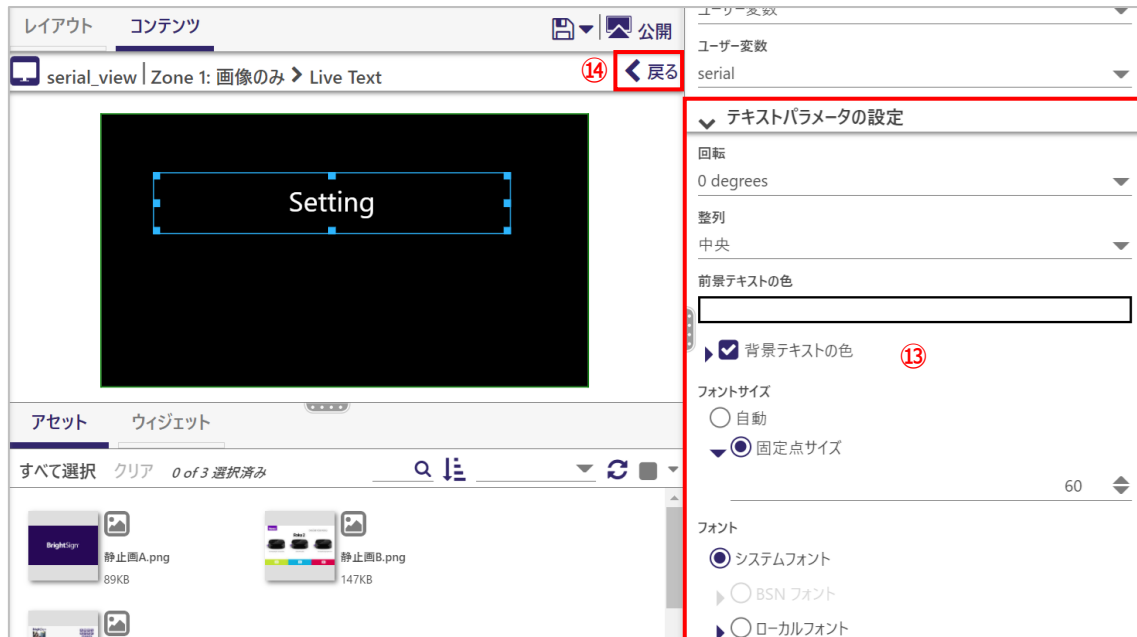 レイアウト
コンテンツ
公開
serial_view
Zone 1: 画像のみ
Live Text
⑭
戻る
Setting
アセット
ウィジェット
すべて選択
クリア
0 of 3 選択済み
BrightSign
静止画A.png
89KB
静止画B.png
147KB
ユーザー変数
ユーザー変数
serial
テキストパラメータの設定
回転
0 degrees
整列
中央
前景テキストの色
背景テキストの色
⑬
フォントサイズ
自動
固定点サイズ
60
フォント
システムフォント
BSN フォント
ローカルフォント